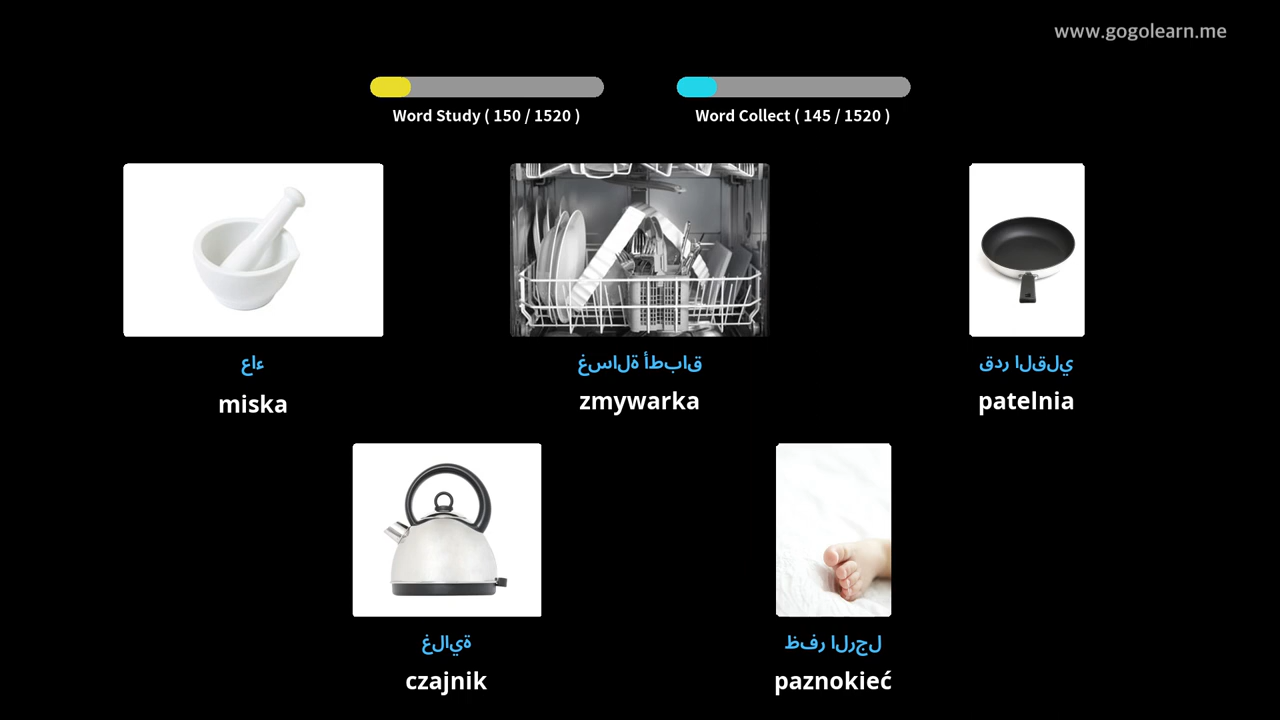 www.gogolearn.me
Word Study ( 150 / 1520 )
Word Collect ( 145 / 1520 )
عاء
miska
غسالة أطباق
zmywarka
قدر القلي
patelnia
غلاية
czajnik
ظفر الرجل
paznokieć